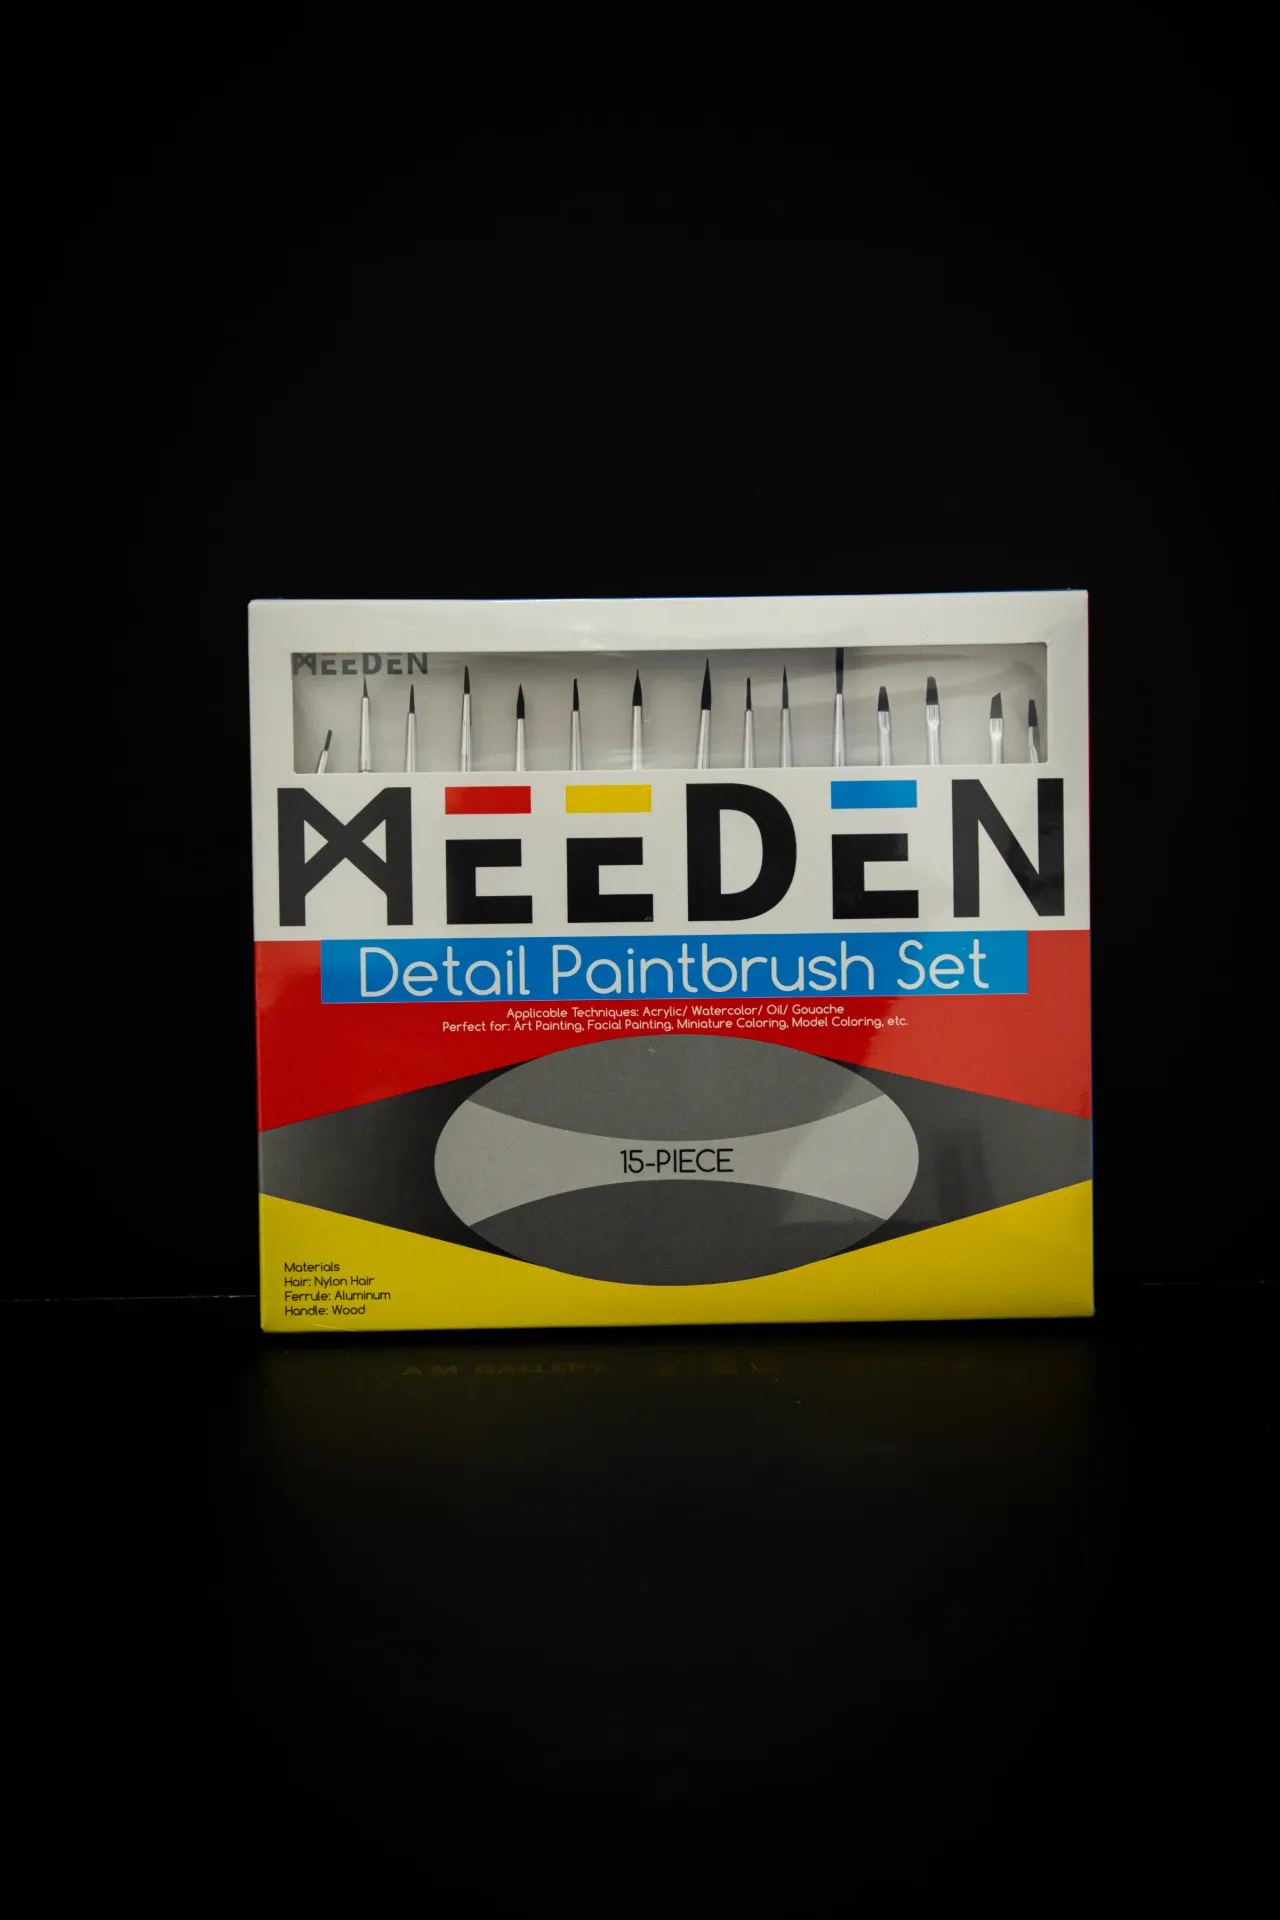 MEEDEN
MEEDEN
Detail Paintbrush Set
Applicable Techniques: Acrylic/ Watercolor/ Oil/ Gouache
Perfect for: Art Painting, Facial Painting, Miniature Coloring, Model Coloring, etc.
15-PIECE
Materials
Hair: Nylon Hair
Ferrule: Aluminum
Handle: Wood